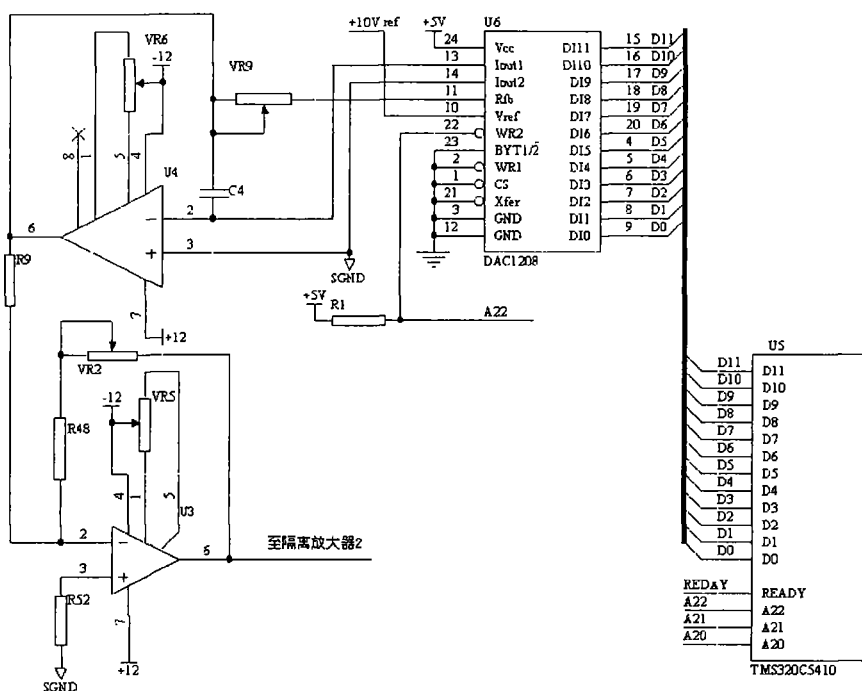 VR6
-12
8
1
5
4
U4
VR9
C4
2
3
6
R9
SGND
7
+12
+10V ref
+5V
U6
24 Vcc DI11 15 D11
13 Iout1 DI10 16 D10
14 Iout2 DI9 17 D9
11 Rfb DI8 18 D8
10 Vref DI7 19 D7
22 WR2 DI6 20 D6
23 BYT1/2 DI5 4 D5
2 WR1 DI4 5 D4
1 CS DI3 6 D3
21 Xfer DI2 7 D2
3 GND DI1 8 D1
12 GND DI0 9 D0
DAC1208
+5V
R1
A22
VR2
R48
-12
VR5
4
1
5
U3
2
3
6
至隔离放大器2
R52
7
+12
SGND
U5
D11 D11
D10 D10
D9 D9
D8 D8
D7 D7
D6 D6
D5 D5
D4 D4
D3 D3
D2 D2
D1 D1
D0 D0
REDAY READY
A22 A22
A21 A21
A20 A20
TMS320C5410